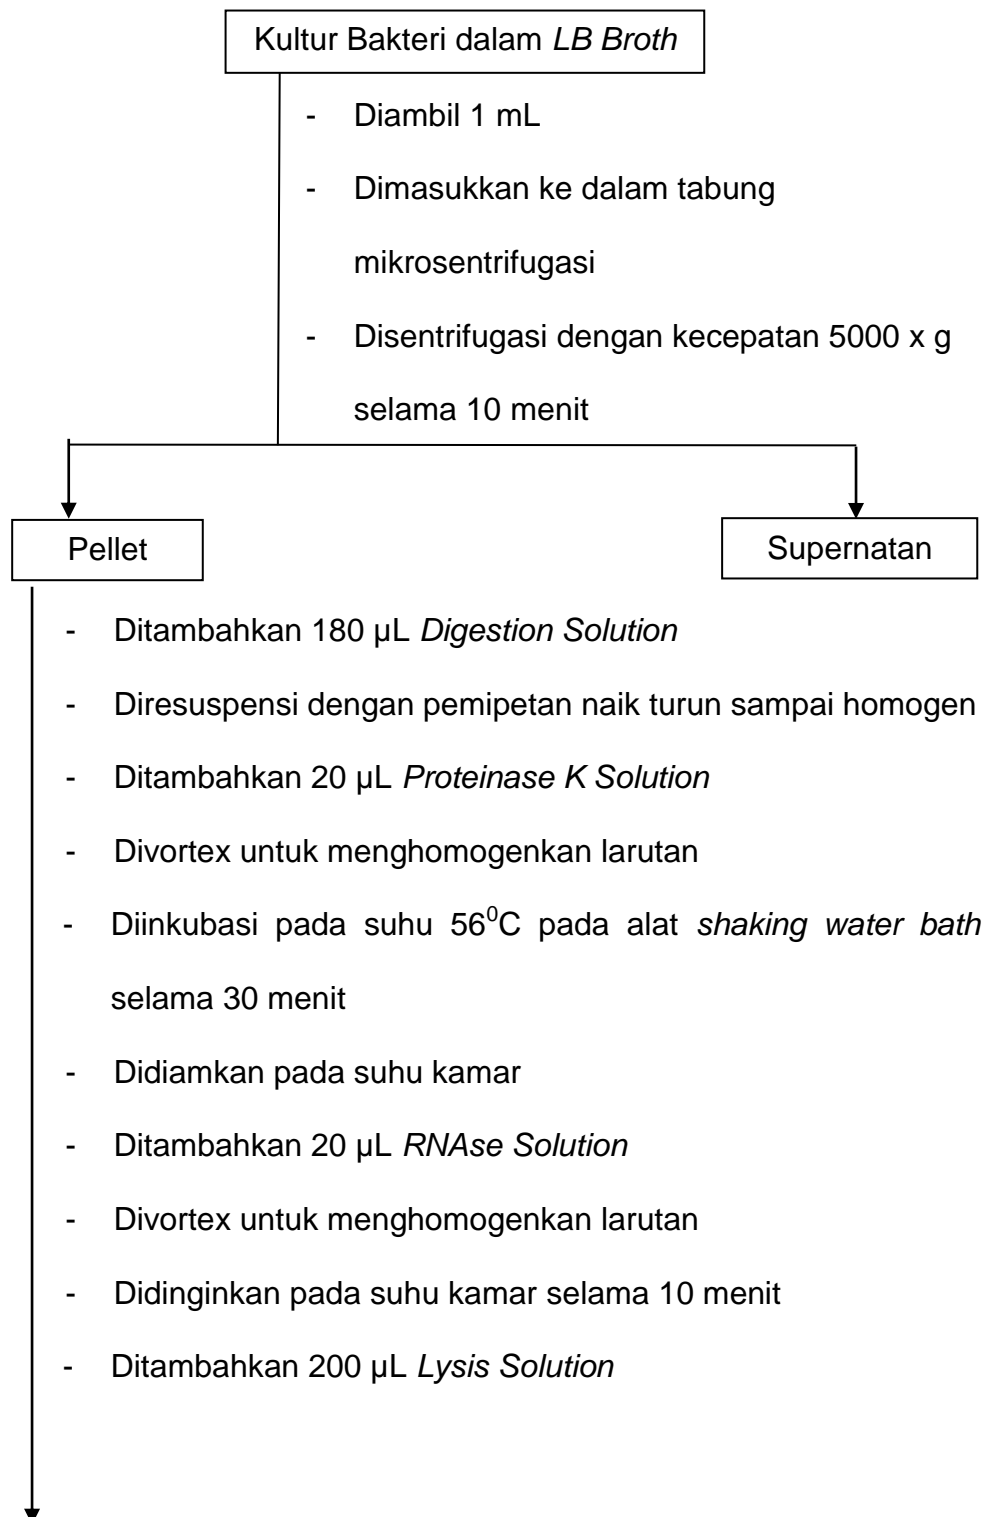 Kultur Bakteri dalam LB Broth
- Diambil 1 mL
- Dimasukkan ke dalam tabung
mikrosentrifugasi
- Disentrifugasi dengan kecepatan 5000 x g
selama 10 menit
Pellet
Supernatan
- Ditambahkan 180 µL Digestion Solution
- Diresuspensi dengan pemipetan naik turun sampai homogen
- Ditambahkan 20 µL Proteinase K Solution
- Divortex untuk menghomogenkan larutan
- Diinkubasi pada suhu 56⁰C pada alat shaking water bath
selama 30 menit
- Didiamkan pada suhu kamar
- Ditambahkan 20 µL RNAse Solution
- Divortex untuk menghomogenkan larutan
- Didinginkan pada suhu kamar selama 10 menit
- Ditambahkan 200 µL Lysis Solution